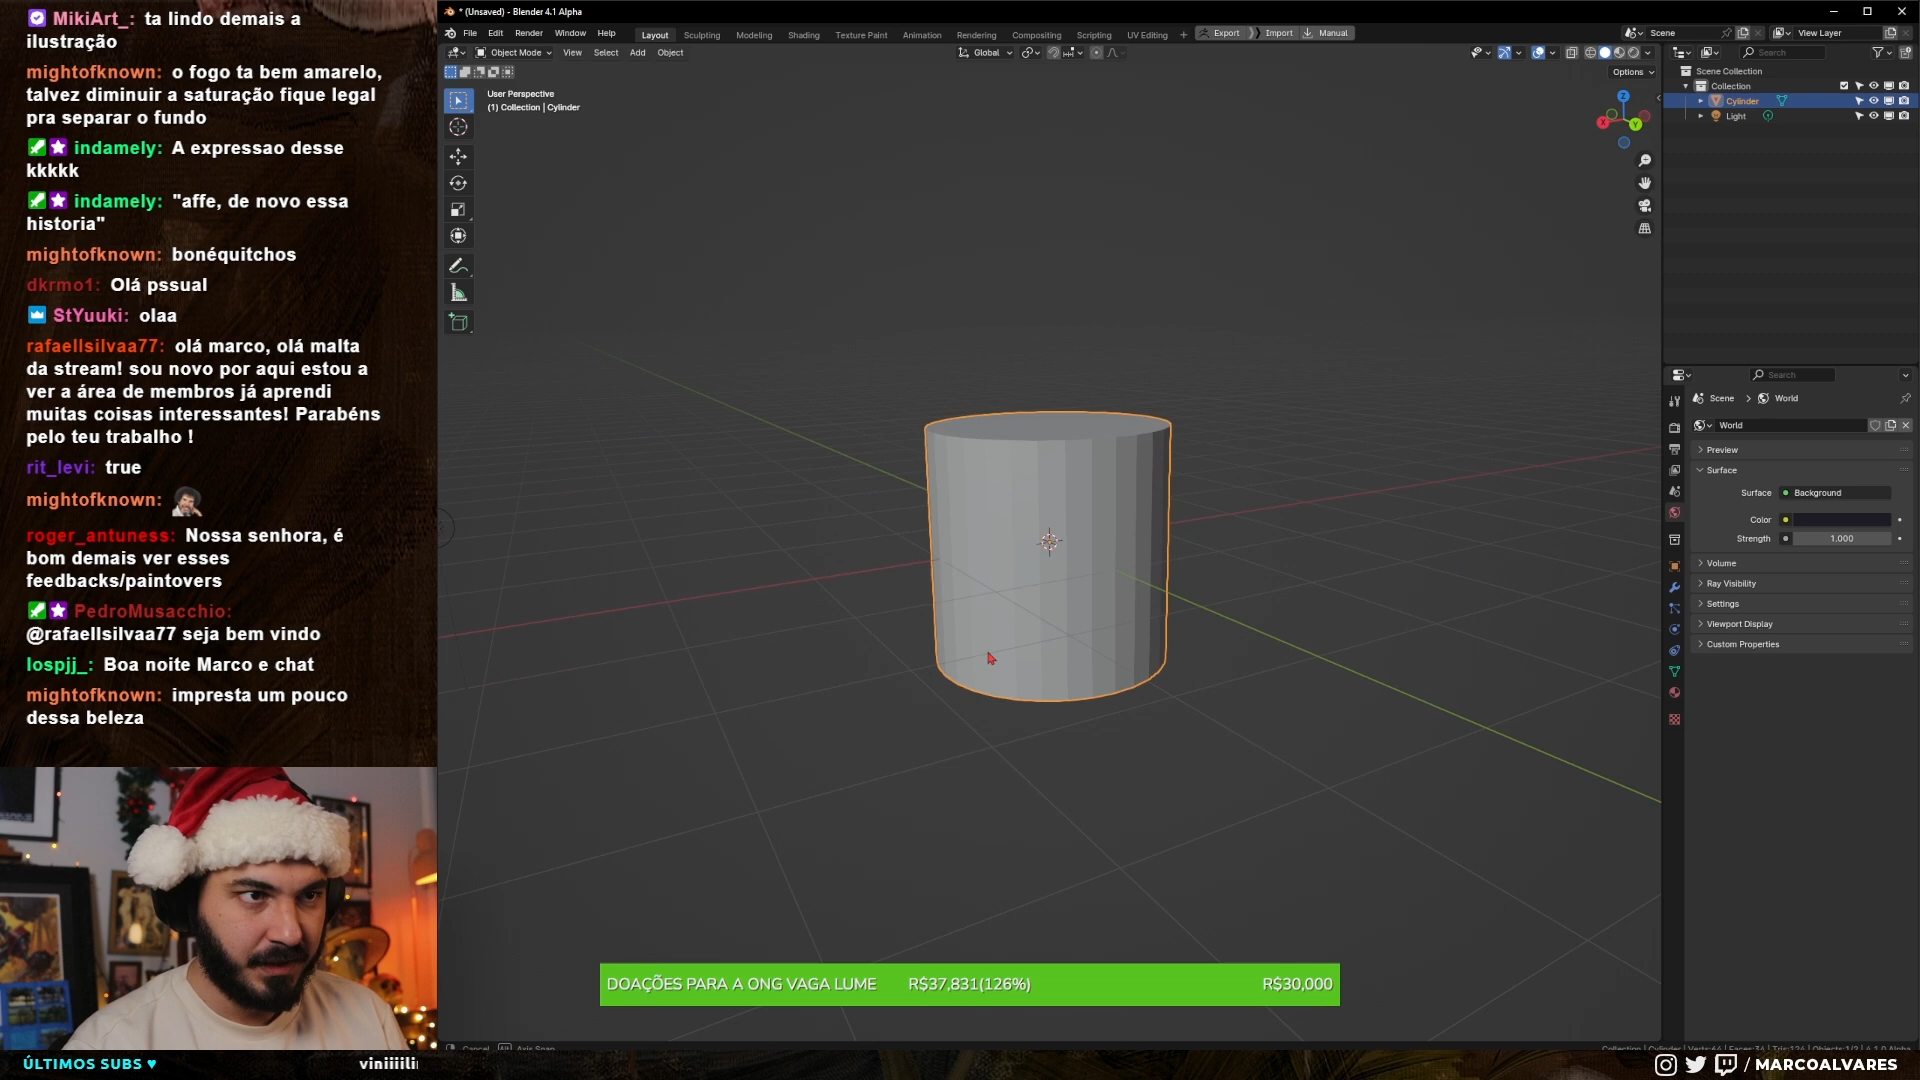 MikiArt_: ta lindo demais a
ilustração
mightofknown: o fogo ta bem amarelo,
talvez diminuir a saturação fique legal
pra separar o fundo
indamely: A expressao desse
kkkkk
indamely: "affe, de novo essa
historia"
mightofknown: bonéquitchos
dkrmo1: Olá pssual
StYuuki: olaa
rafaellsilvaa77: olá marco, olá malta
da stream! sou novo por aqui estou a
ver a área de membros já aprendi
muitas coisas interessantes! Parabéns
pelo teu trabalho !
rit_levi: true
mightofknown:
roger_antuness: Nossa senhora, é
bom demais ver esses
feedbacks/paintovers
PedroMusacchio:
@rafaellsilvaa77 seja bem vindo
lospjj_: Boa noite Marco e chat
mightofknown: impresta um pouco
dessa beleza
ÚLTIMOS SUBS ♥
viniiiilii
* (Unsaved) - Blender 4.1 Alpha
File Edit Render Window Help Layout Sculpting Modeling Shading Texture Paint Animation Rendering Compositing Scripting UV Editing + Export Import Manual Scene View Layer
Object Mode View Select Add Object Global Search
Options
User Perspective
(1) Collection | Cylinder
Z
X
Y
Scene Collection
Collection
Cylinder
Light
Search
Scene > World
World
Preview
Surface
Surface Background
Color
Strength 1.000
Volume
Ray Visibility
Settings
Viewport Display
Custom Properties
DOAÇÕES PARA A ONG VAGA LUME R$37,831(126%) R$30,000
Cancel Alt Axis Snap
/ MARCOALVARES